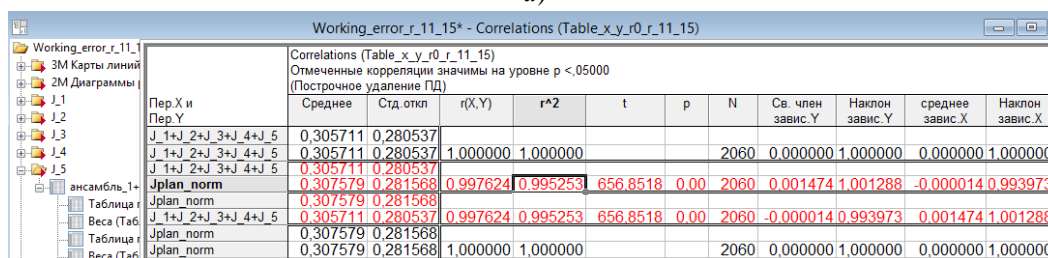 Working_error_r_11_15* - Correlations (Table_x_y_r0_r_11_15)
Working_error_r_11_1
3М Карты линий
2М Диаграммы
J_1
J_2
J_3
J_4
J_5
ансамбль_1+
Таблица
Веса (Таб
Таблица
Веса (Таб
Correlations (Table_x_y_r0_r_11_15)
Отмеченные корреляции значимы на уровне p <,05000
(Построчное удаление ПД)
Пер.X и Пер.Y Среднее Стд.откл r(X,Y) r^2 t p N Св. член завис.Y Наклон завис.Y среднее завис.X Наклон завис.X
J_1+J_2+J_3+J_4+J_5 0,305711 0,280537
J_1+J_2+J_3+J_4+J_5 0,305711 0,280537 1,000000 1,000000 2060 0,000000 1,000000 0,000000 1,000000
J_1+J_2+J_3+J_4+J_5 0,305711 0,280537
Jplan_norm 0,307579 0,281568 0,997624 0,995253 656,8518 0,00 2060 0,001474 1,001288 -0,000014 0,993973
Jplan_norm 0,307579 0,281568
J_1+J_2+J_3+J_4+J_5 0,305711 0,280537 0,997624 0,995253 656,8518 0,00 2060 -0,000014 0,993973 0,001474 1,001288
Jplan_norm 0,307579 0,281568
Jplan_norm 0,307579 0,281568 1,000000 1,000000 2060 0,000000 1,000000 0,000000 1,000000